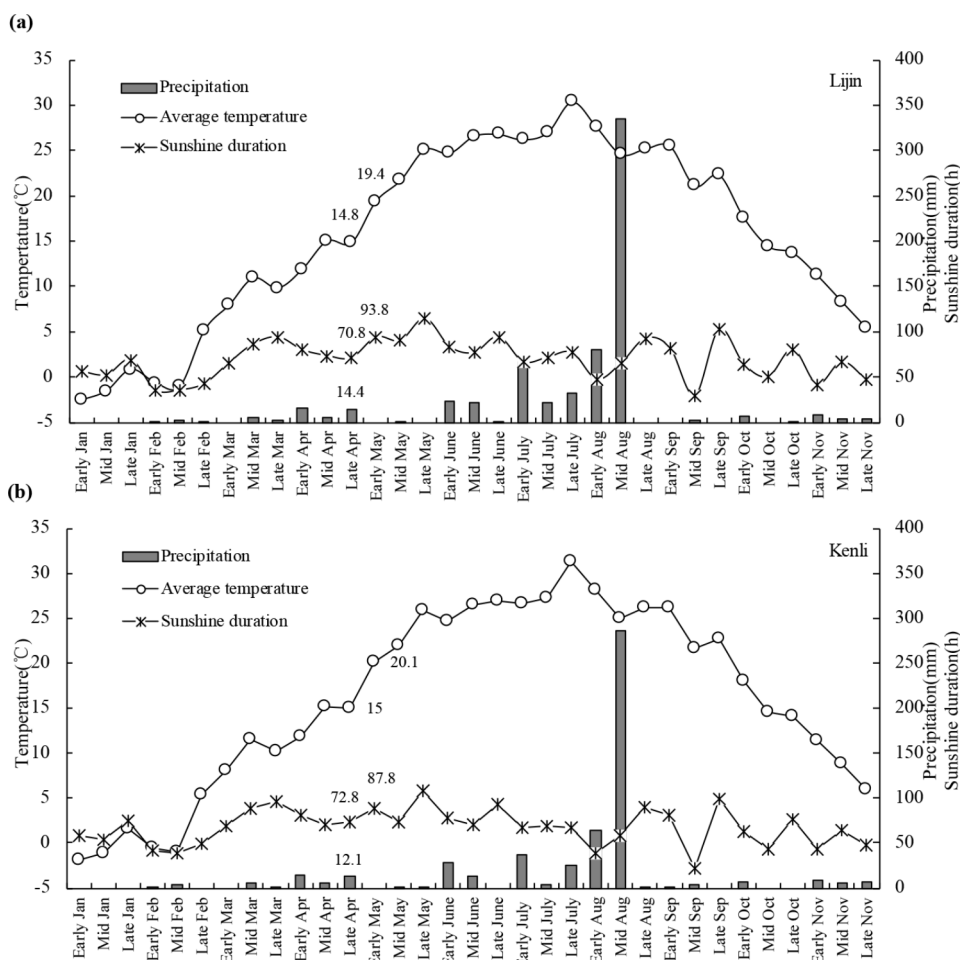 (a)
35
30
25
20
15
10
5
0
-5
Tempertature(℃)
400
350
300
250
200
150
100
50
0
Precipitation(mm)
Sunshine duration(h)
Lijin
Precipitation
Average temperature
Sunshine duration
19.4
14.8
93.8
70.8
14.4
Early Jan
Mid Jan
Late Jan
Early Feb
Mid Feb
Late Feb
Early Mar
Mid Mar
Late Mar
Early Apr
Mid Apr
Late Apr
Early May
Mid May
Late May
Early June
Mid June
Late June
Early July
Mid July
Late July
Early Aug
Mid Aug
Late Aug
Early Sep
Mid Sep
Late Sep
Early Oct
Mid Oct
Late Oct
Early Nov
Mid Nov
Late Nov
(b)
35
30
25
20
15
10
5
0
-5
Temperature(℃)
400
350
300
250
200
150
100
50
0
Precipitation(mm)
Sunshine duration(h)
Kenli
Precipitation
Average temperature
Sunshine duration
20.1
15
87.8
72.8
12.1
Early Jan
Mid Jan
Late Jan
Early Feb
Mid Feb
Late Feb
Early Mar
Mid Mar
Late Mar
Early Apr
Mid Apr
Late Apr
Early May
Mid May
Late May
Early June
Mid June
Late June
Early July
Mid July
Late July
Early Aug
Mid Aug
Late Aug
Early Sep
Mid Sep
Late Sep
Early Oct
Mid Oct
Late Oct
Early Nov
Mid Nov
Late Nov